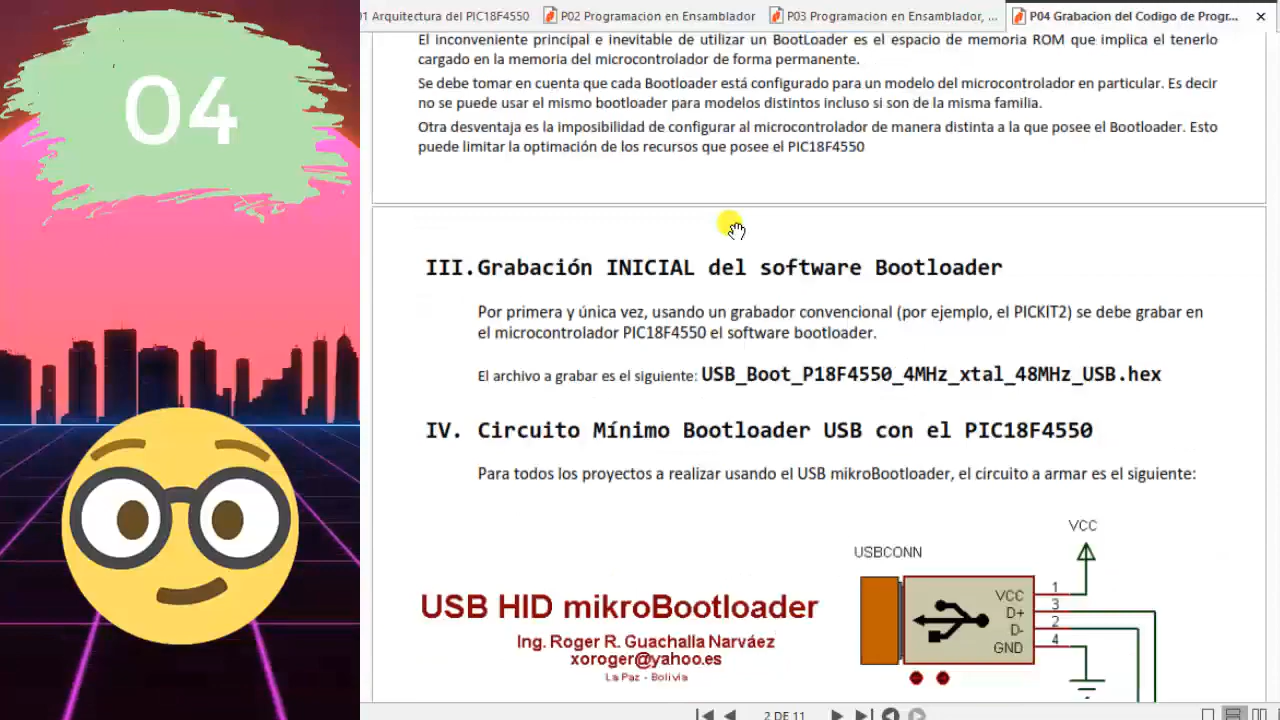 04
01 Arquitectura del PIC18F4550
P02 Programacion en Ensamblador
P03 Programacion en Ensamblador, ...
P04 Grabacion del Codigo de Progr...
El inconveniente principal e inevitable de utilizar un BootLoader es el espacio de memoria ROM que implica el tenerlo
cargado en la memoria del microcontrolador de forma permanente.
Se debe tomar en cuenta que cada Bootloader está configurado para un modelo del microcontrolador en particular. Es decir
no se puede usar el mismo bootloader para modelos distintos incluso si son de la misma familia.
Otra desventaja es la imposibilidad de configurar al microcontrolador de manera distinta a la que posee el Bootloader. Esto
puede limitar la optimación de los recursos que posee el PIC18F4550
III.Grabación INICIAL del software Bootloader
Por primera y única vez, usando un grabador convencional (por ejemplo, el PICKIT2) se debe grabar en
el microcontrolador PIC18F4550 el software bootloader.
El archivo a grabar es el siguiente: USB_Boot_P18F4550_4MHz_xtal_48MHz_USB.hex
IV. Circuito Mínimo Bootloader USB con el PIC18F4550
Para todos los proyectos a realizar usando el USB mikroBootloader, el circuito a armar es el siguiente:
VCC
USBCONN
USB HID mikroBootloader
Ing. Roger R. Guachalla Narváez
xoroger@yahoo.es
La Paz - Bolivia
VCC 1
D+ 3
D- 2
GND 4
2 DE 11